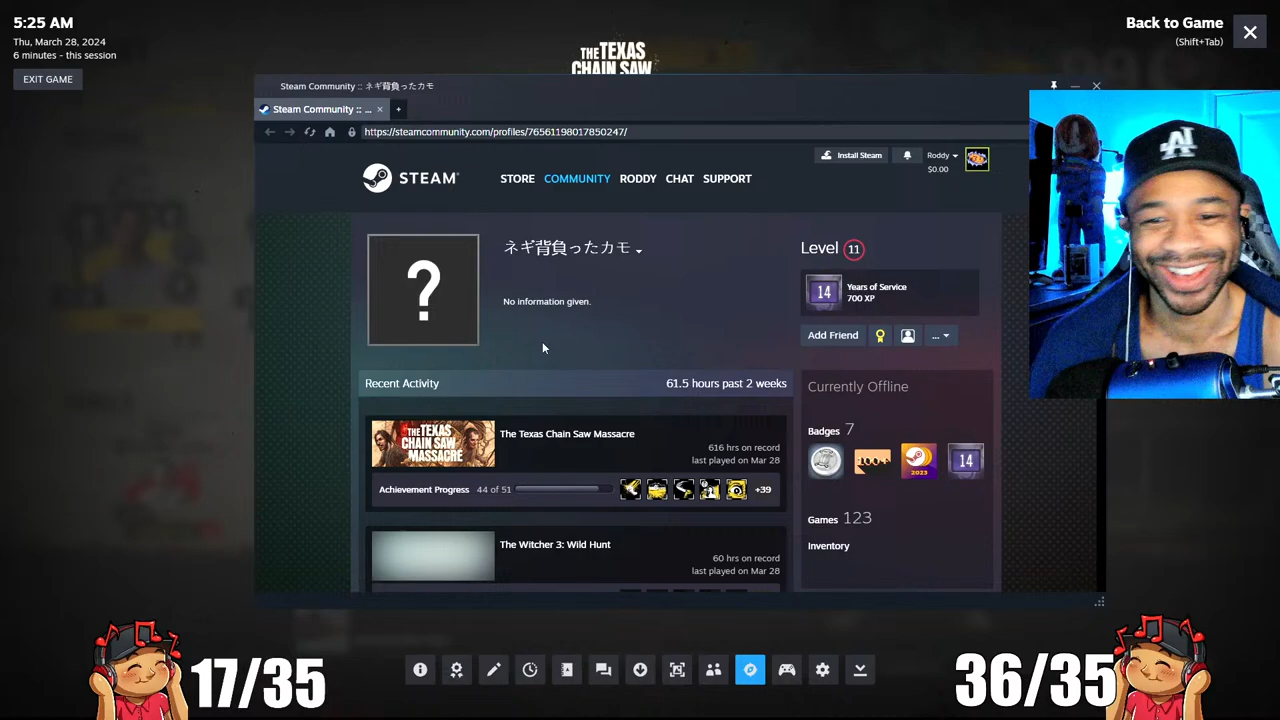 5:25 AM
Thu, March 28, 2024
6 minutes - this session
EXIT GAME
Back to Game
(Shift+Tab)
THE TEXAS
CHAIN SAW
Steam Community :: ネギ背負ったカモ
Steam Community :: ...
https://steamcommunity.com/profiles/76561198017850247/
Install Steam
Roddy
$0.00
STEAM
STORE COMMUNITY RODDY CHAT SUPPORT
ネギ背負ったカモ
No information given.
Level 11
14
Years of Service
700 XP
Add Friend
...
Recent Activity 61.5 hours past 2 weeks
THE TEXAS
CHAIN SAW
MASSACRE
The Texas Chain Saw Massacre
616 hrs on record
last played on Mar 28
Achievement Progress 44 of 51
+39
The Witcher 3: Wild Hunt
60 hrs on record
last played on Mar 28
Currently Offline
Badges 7
100+
2023
14
Games 123
Inventory
17/35
36/35